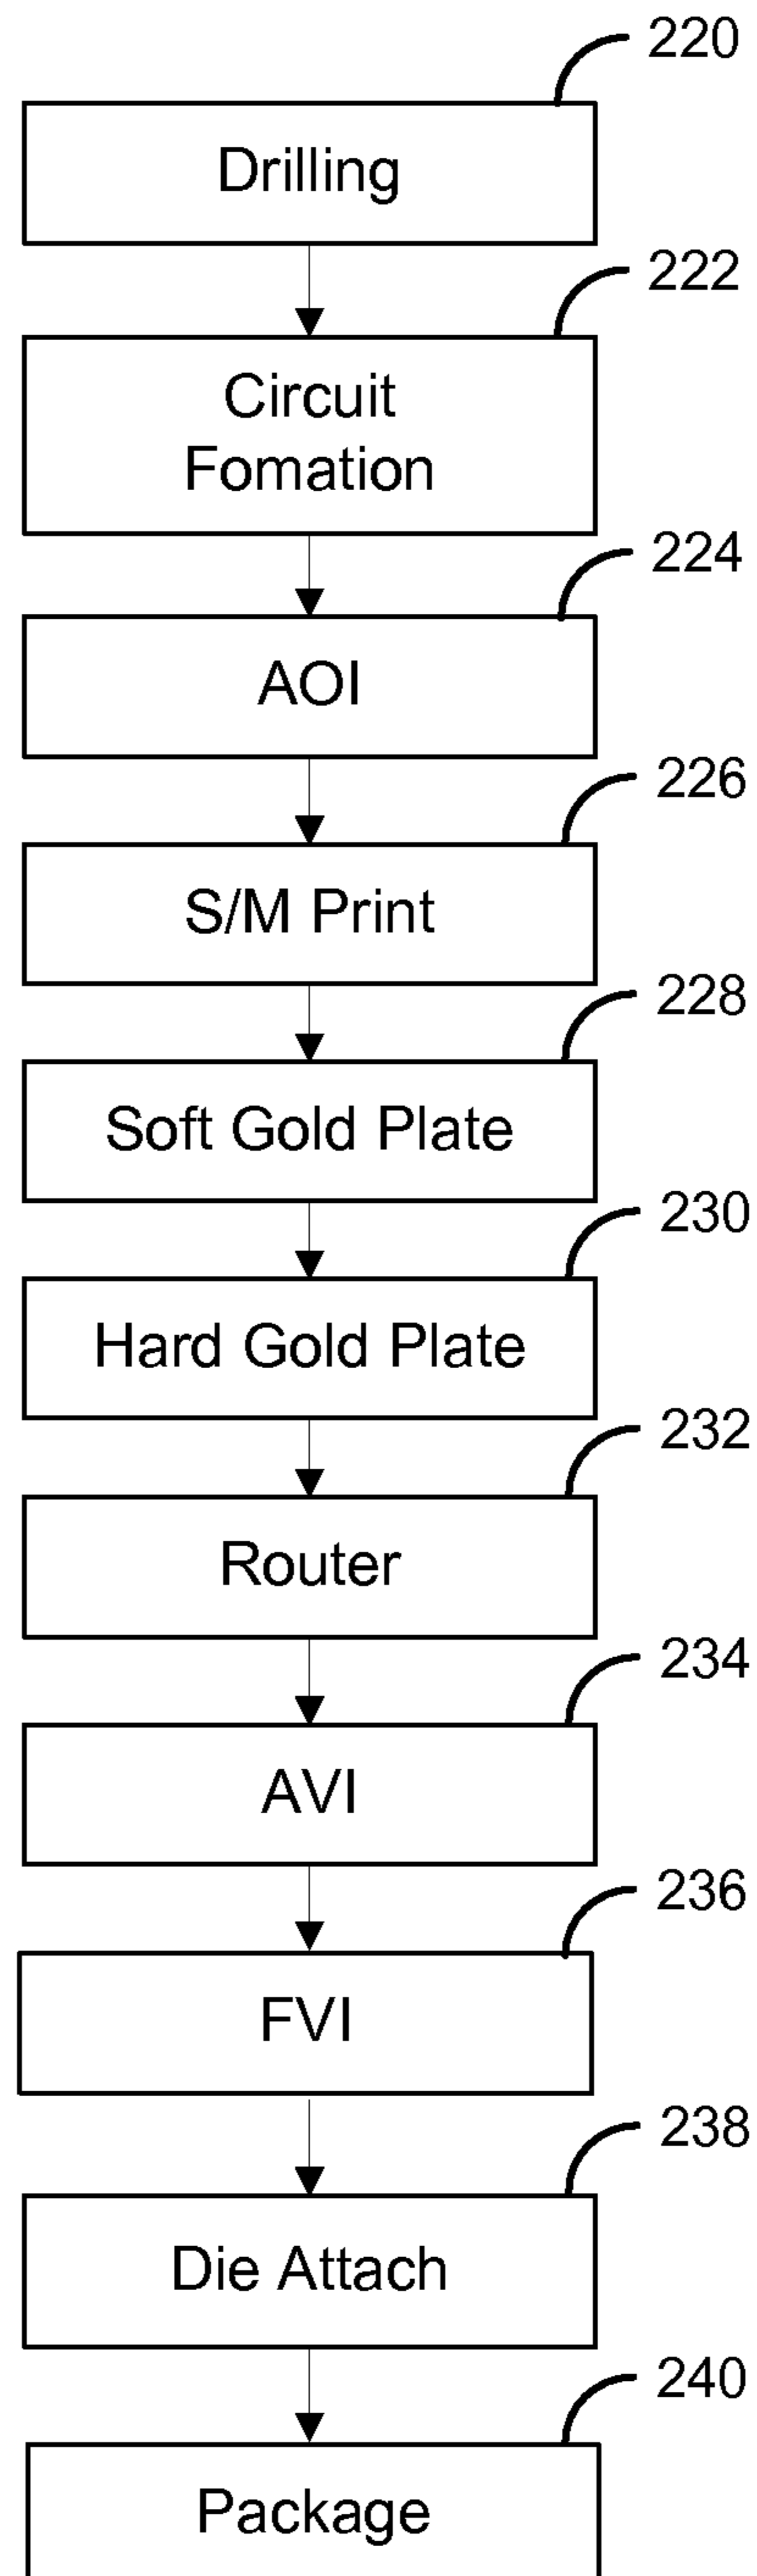 220
Drilling
222
Circuit
Fomation
224
AOI
226
S/M Print
228
Soft Gold Plate
230
Hard Gold Plate
232
Router
234
AVI
236
FVI
238
Die Attach
240
Package